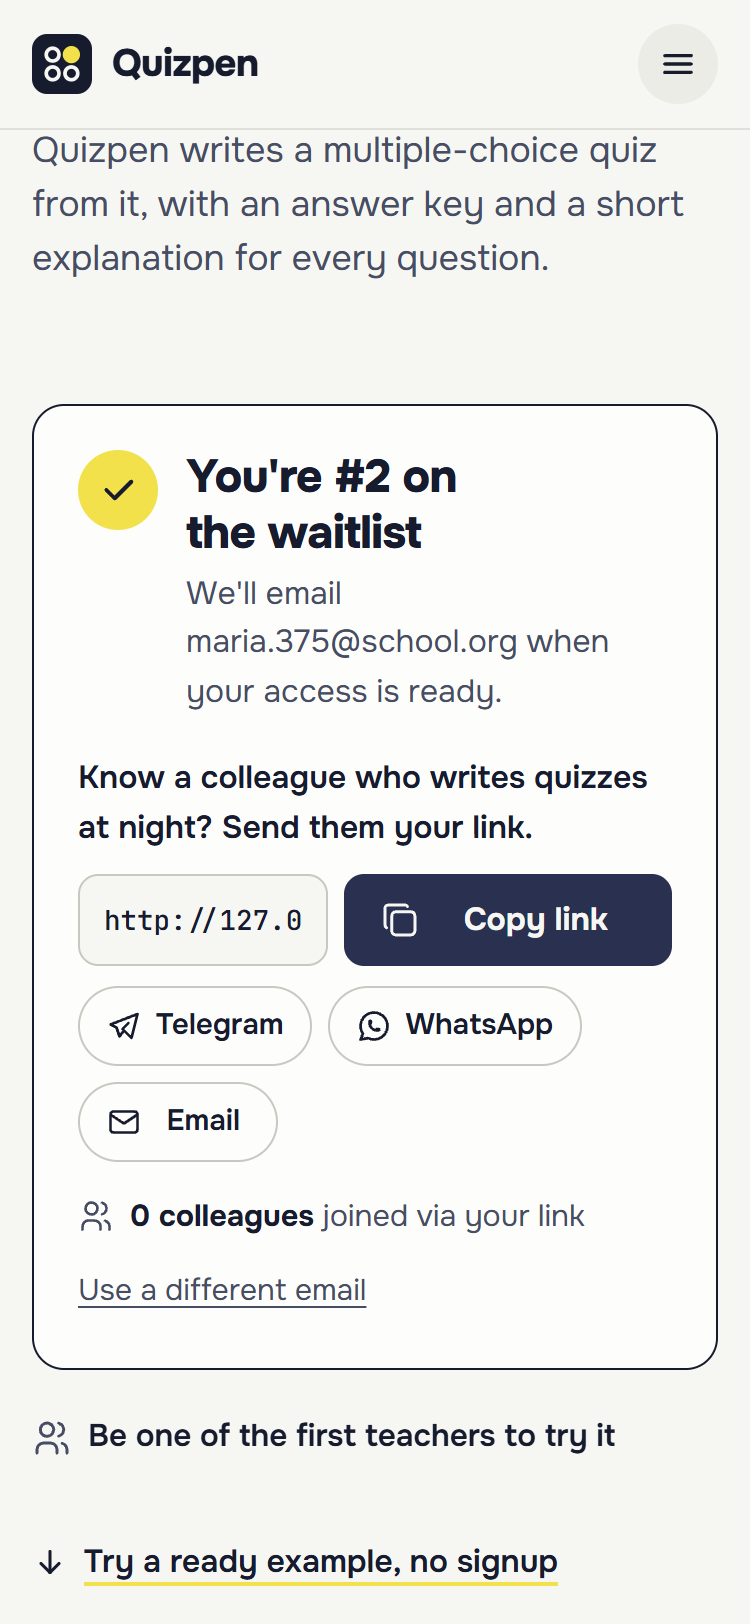 Quizpen
Quizpen writes a multiple-choice quiz
from it, with an answer key and a short
explanation for every question.
You're #2 on
the waitlist
We'll email
maria.375@school.org when
your access is ready.
Know a colleague who writes quizzes
at night? Send them your link.
http://127.0
Copy link
Telegram
WhatsApp
Email
0 colleagues joined via your link
Use a different email
Be one of the first teachers to try it
Try a ready example, no signup